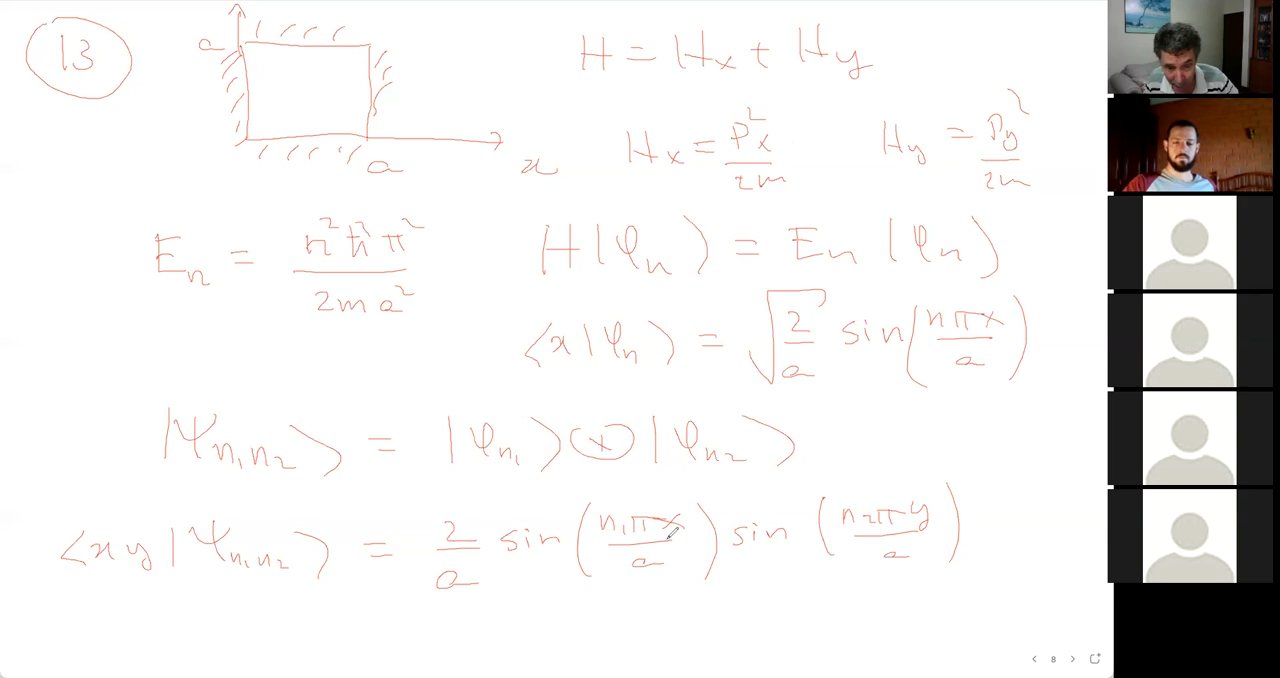 13
a
a
x
H = Hx + Hy
Hx = Px²/2m
Hy = Py²/2m
En = n²ħ²π²/2ma²
H|φn⟩ = En|φn⟩
⟨x|φn⟩ = √(2/a) sin(nπx/a)
|Ψn₁n₂⟩ = |φn₁⟩ ⊗ |φn₂⟩
⟨xy|Ψn₁n₂⟩ = 2/a sin(n₁πx/a) sin(n₂πy/a)
< 8 >